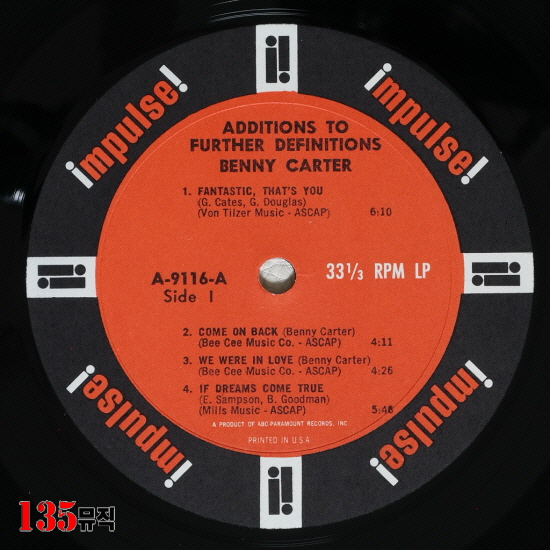 impulse!
impulse!
ADDITIONS TO
FURTHER DEFINITIONS
BENNY CARTER
1. FANTASTIC, THAT'S YOU
(G. Cates, G. Douglas)
(Von Tilzer Music - ASCAP) 6:10
A-9116-A
Side I
33 1/3 RPM LP
2. COME ON BACK (Benny Carter)
(Bee Cee Music Co. - ASCAP) 4:11
3. WE WERE IN LOVE (Benny Carter)
(Bee Cee Music Co. - ASCAP) 4:26
4. IF DREAMS COME TRUE
(E. Sampson, B. Goodman)
(Mills Music - ASCAP) 5:48
A PRODUCT OF ABC-PARAMOUNT RECORDS, INC.
PRINTED IN U.S.A
impulse!
impulse!
135뮤직